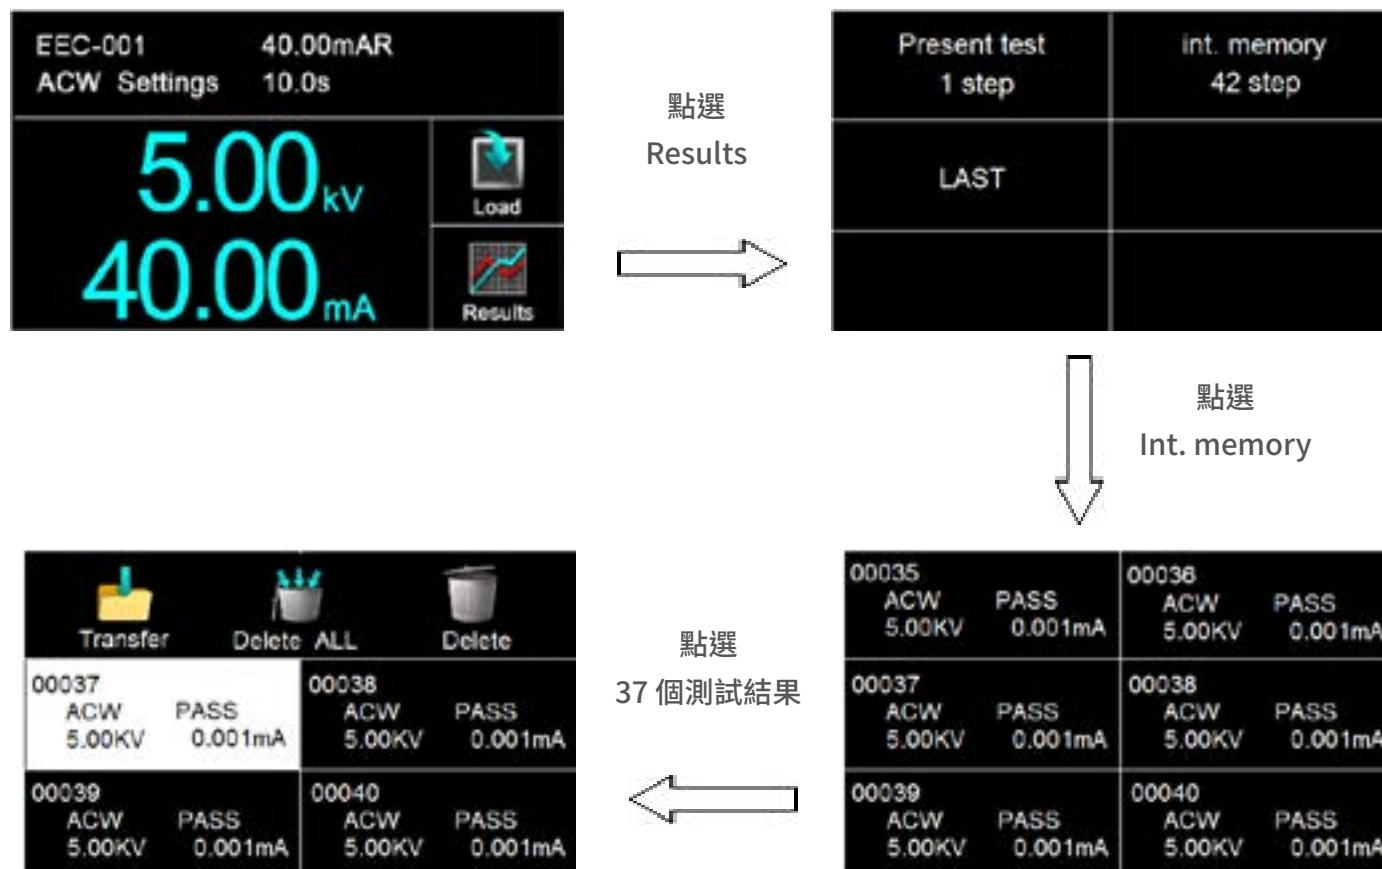 EEC-001 40.00mAR
ACW Settings 10.0s
5.00 kV
40.00 mA
Load
Results
點選
Results
Present test
1 step
int. memory
42 step
LAST
點選
Int. memory
00035
ACW PASS
5.00KV 0.001mA
00036
ACW PASS
5.00KV 0.001mA
00037
ACW PASS
5.00KV 0.001mA
00038
ACW PASS
5.00KV 0.001mA
00039
ACW PASS
5.00KV 0.001mA
00040
ACW PASS
5.00KV 0.001mA
點選
37 個測試結果
Transfer Delete ALL Delete
00037
ACW PASS
5.00KV 0.001mA
00038
ACW PASS
5.00KV 0.001mA
00039
ACW PASS
5.00KV 0.001mA
00040
ACW PASS
5.00KV 0.001mA